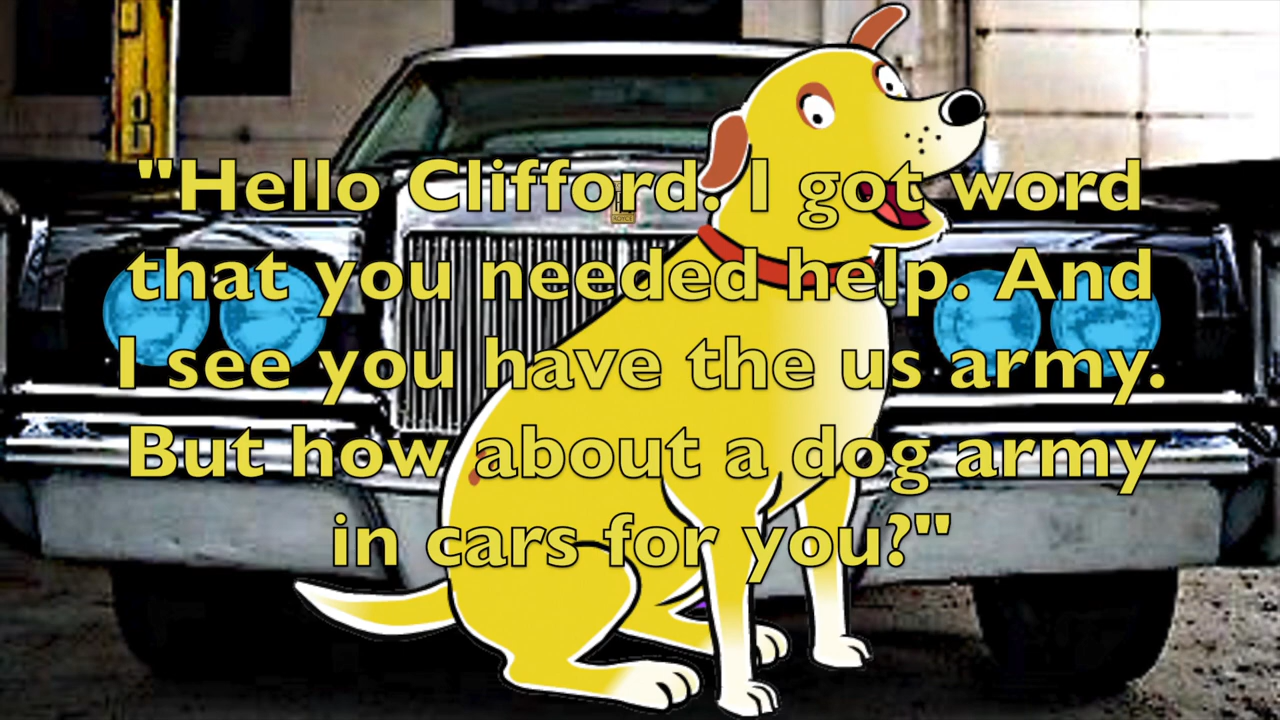 "Hello Clifford. I got word
that you needed help. And
I see you have the us army.
But how about a dog army
in cars for you?"